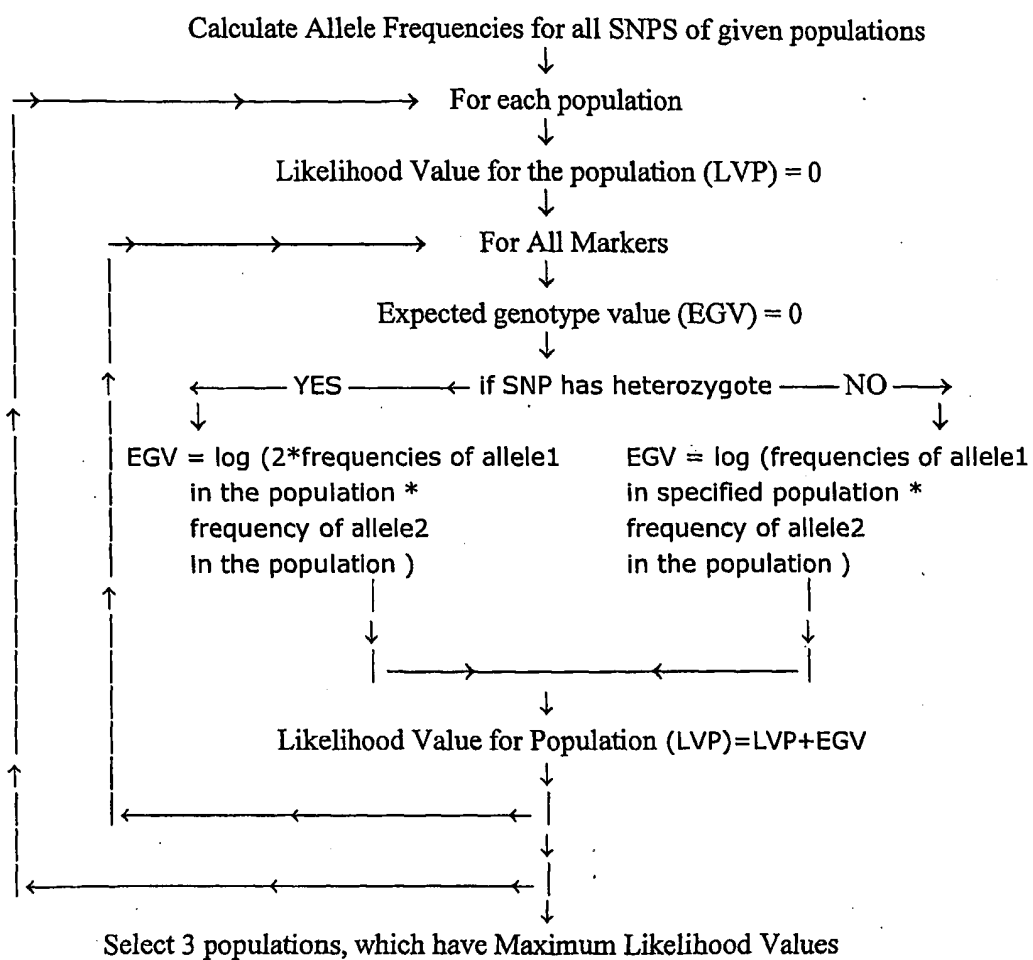 Calculate Allele Frequencies for all SNPS of given populations
For each population
Likelihood Value for the population (LVP) = 0
For All Markers
Expected genotype value (EGV) = 0
YES if SNP has heterozygote NO
EGV = log (2*frequencies of allele1
in the population *
frequency of allele2
in the population )
EGV = log (frequencies of allele1
in specified population *
frequency of allele2
in the population )
Likelihood Value for Population (LVP)=LVP+EGV
Select 3 populations, which have Maximum Likelihood Values